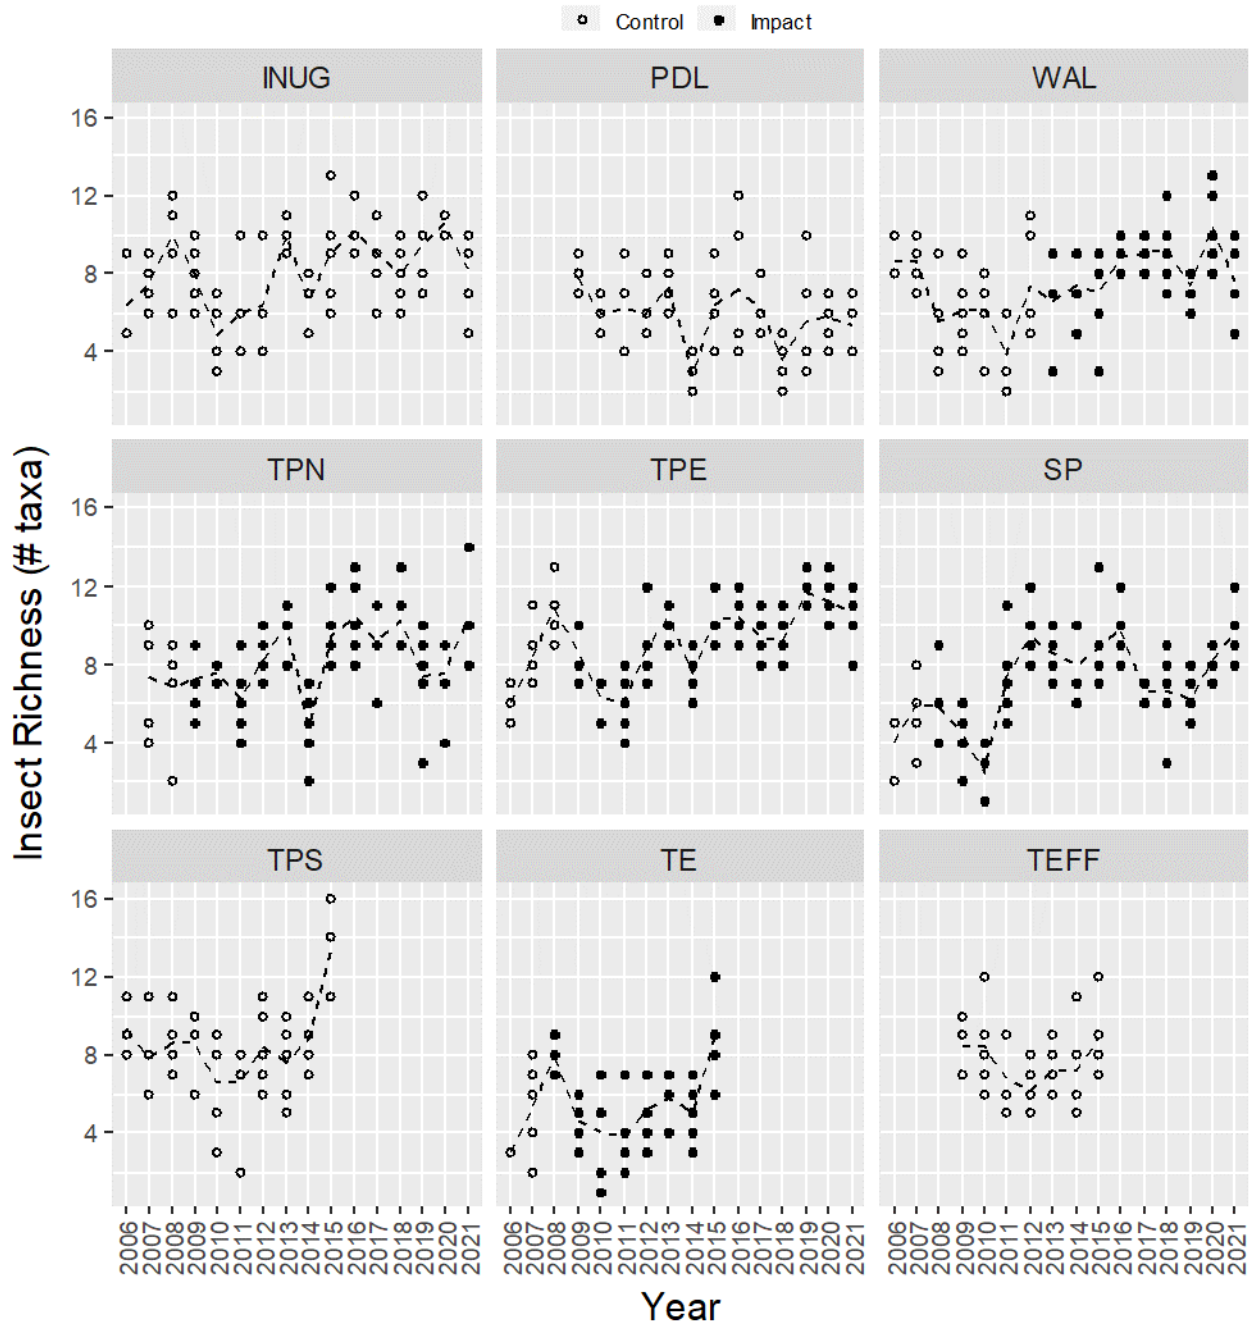 Control Impact
INUG PDL WAL
16
12
8
4
TPN TPE SP
16
12
8
4
TPS TE TEFF
16
12
8
4
Insect Richness (# taxa)
2006 2007 2008 2009 2010 2011 2012 2013 2014 2015 2016 2017 2018 2019 2020 2021 2006 2007 2008 2009 2010 2011 2012 2013 2014 2015 2016 2017 2018 2019 2020 2021 2006 2007 2008 2009 2010 2011 2012 2013 2014 2015 2016 2017 2018 2019 2020 2021
Year